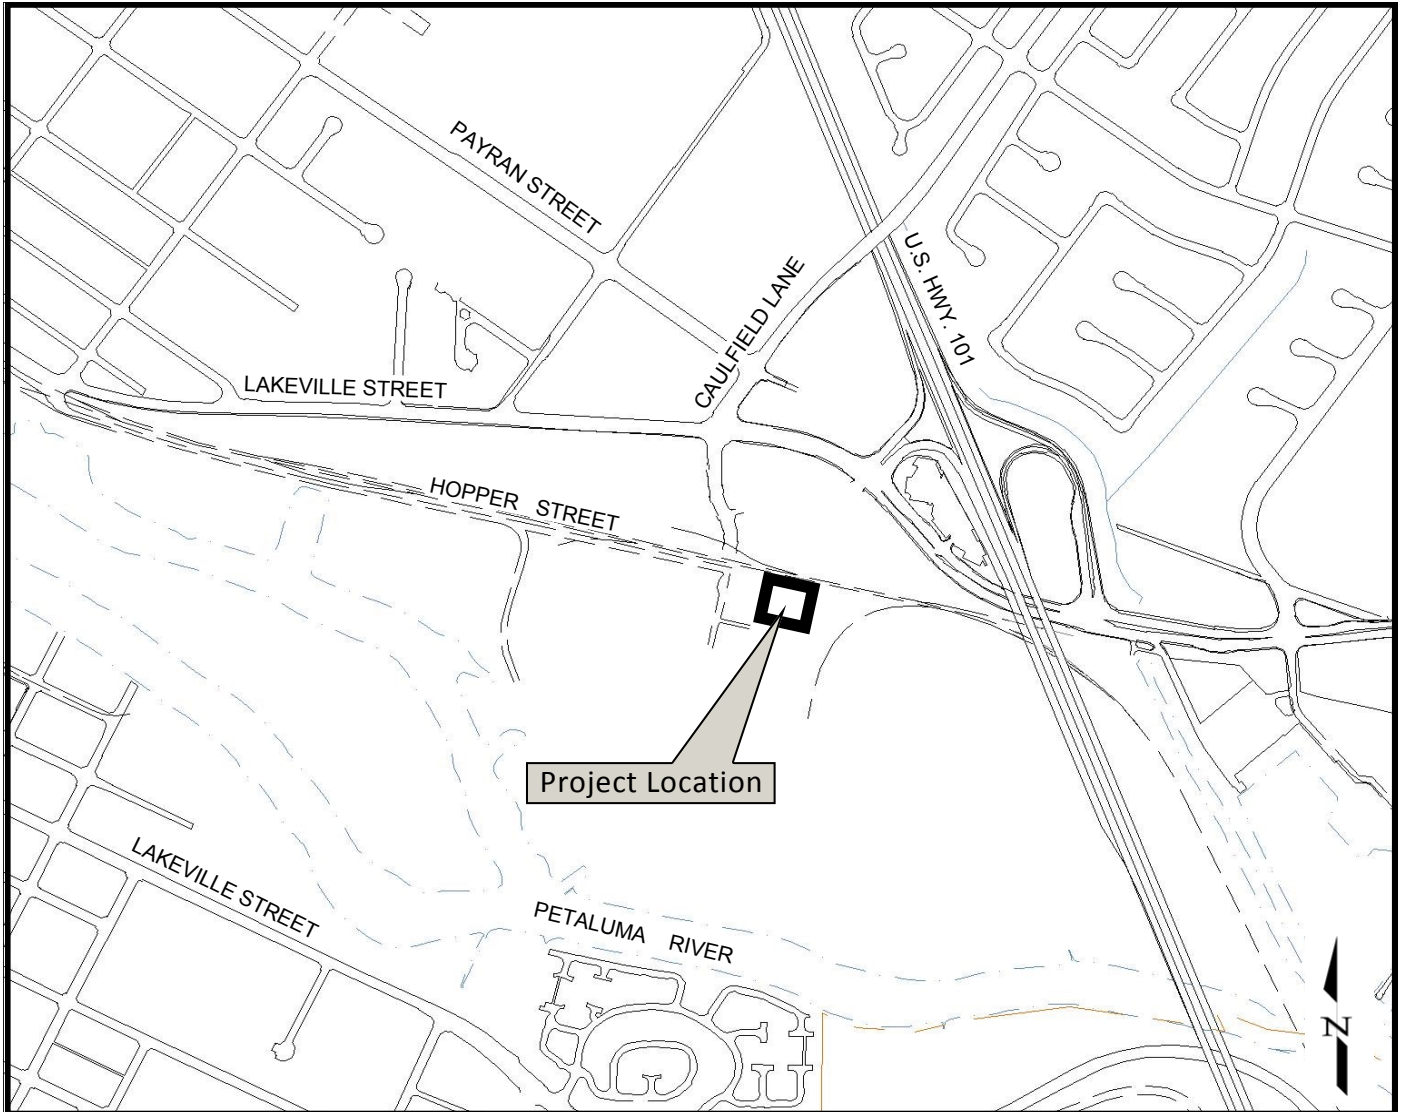 PAYRAN STREET
U.S. HWY. 101
CAULFIELD LANE
LAKEVILLE STREET
HOPPER STREET
Project Location
LAKEVILLE STREET
PETALUMA RIVER
N